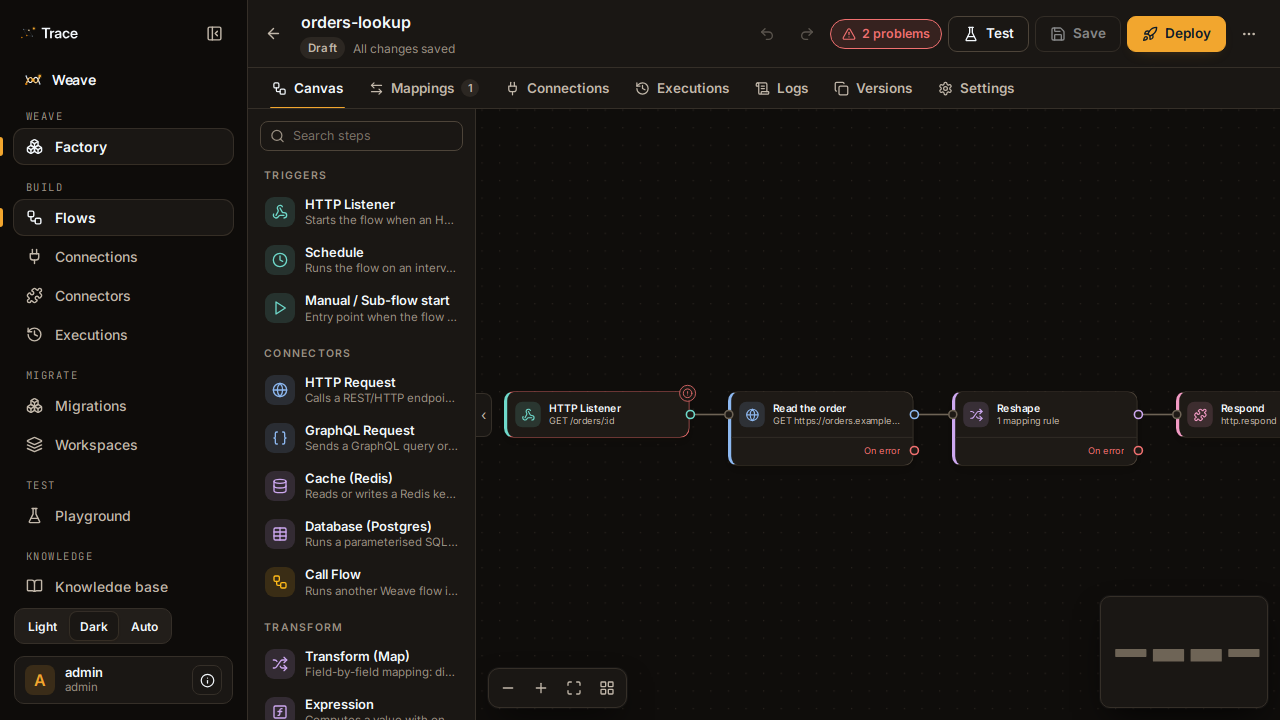 Trace
Weave
WEAVE
Factory
BUILD
Flows
Connections
Connectors
Executions
MIGRATE
Migrations
Workspaces
TEST
Playground
KNOWLEDGE
Knowledge base
Light Dark Auto
A
admin
admin
orders-lookup
Draft All changes saved
2 problems
Test
Save
Deploy
Canvas
Mappings 1
Connections
Executions
Logs
Versions
Settings
Search steps
TRIGGERS
HTTP Listener
Starts the flow when an H...
Schedule
Runs the flow on an interv...
Manual / Sub-flow start
Entry point when the flow ...
CONNECTORS
HTTP Request
Calls a REST/HTTP endpoi...
GraphQL Request
Sends a GraphQL query or...
Cache (Redis)
Reads or writes a Redis ke...
Database (Postgres)
Runs a parameterised SQL...
Call Flow
Runs another Weave flow i...
TRANSFORM
Transform (Map)
Field-by-field mapping: di...
Expression
Computes a value with an...
HTTP Listener
GET /orders/:id
Read the order
GET https://orders.example...
On error
Reshape
1 mapping rule
On error
Respond
http.respond